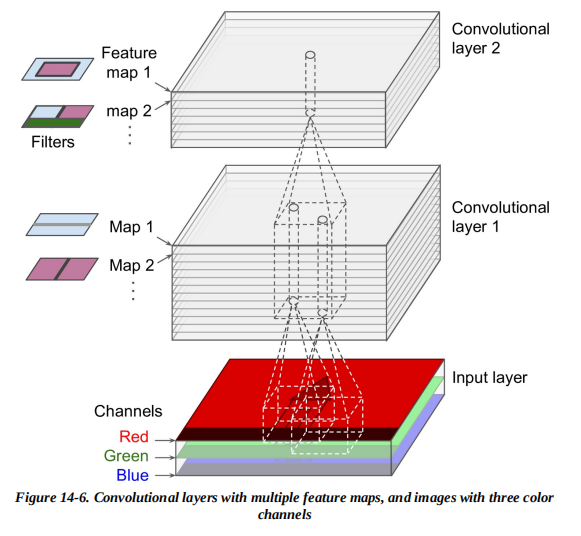 Convolutional
layer 2
Feature
map 1
map 2
Filters
Convolutional
layer 1
Map 1
Map 2
Input layer
Channels
Red
Green
Blue
Figure 14-6. Convolutional layers with multiple feature maps, and images with three color
channels